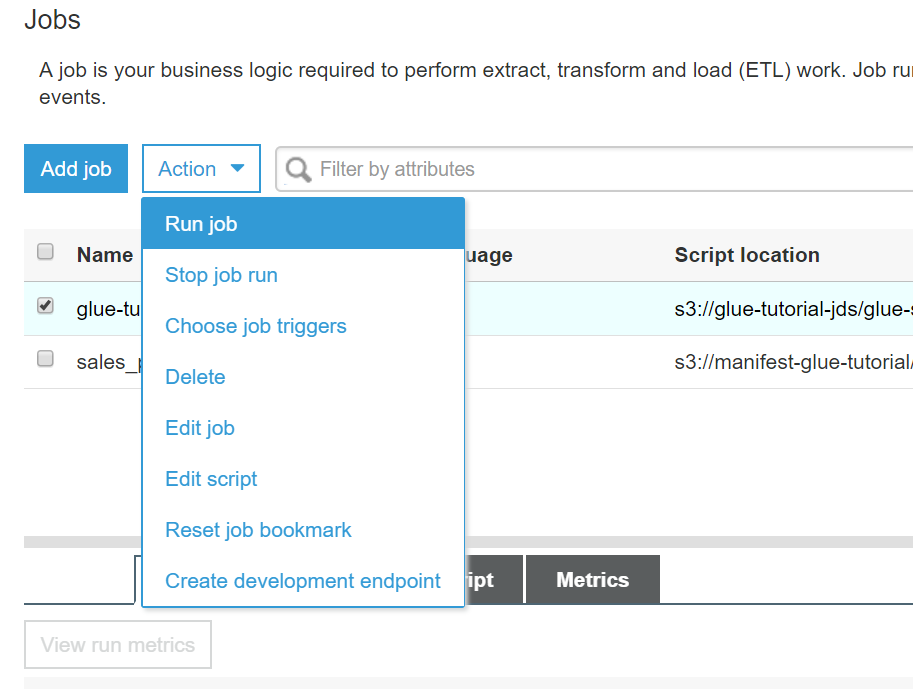 Jobs
A job is your business logic required to perform extract, transform and load (ETL) work. Job
events.
Add job
Action
Filter by attributes
Run job
Name
uage
Script location
Stop job run
glue-tu
s3://glue-tutorial-jds/glue-
Choose job triggers
sales_
s3://manifest-glue-tutorial/
Delete
Edit job
Edit script
Reset job bookmark
Create development endpoint
ipt
Metrics
View run metrics